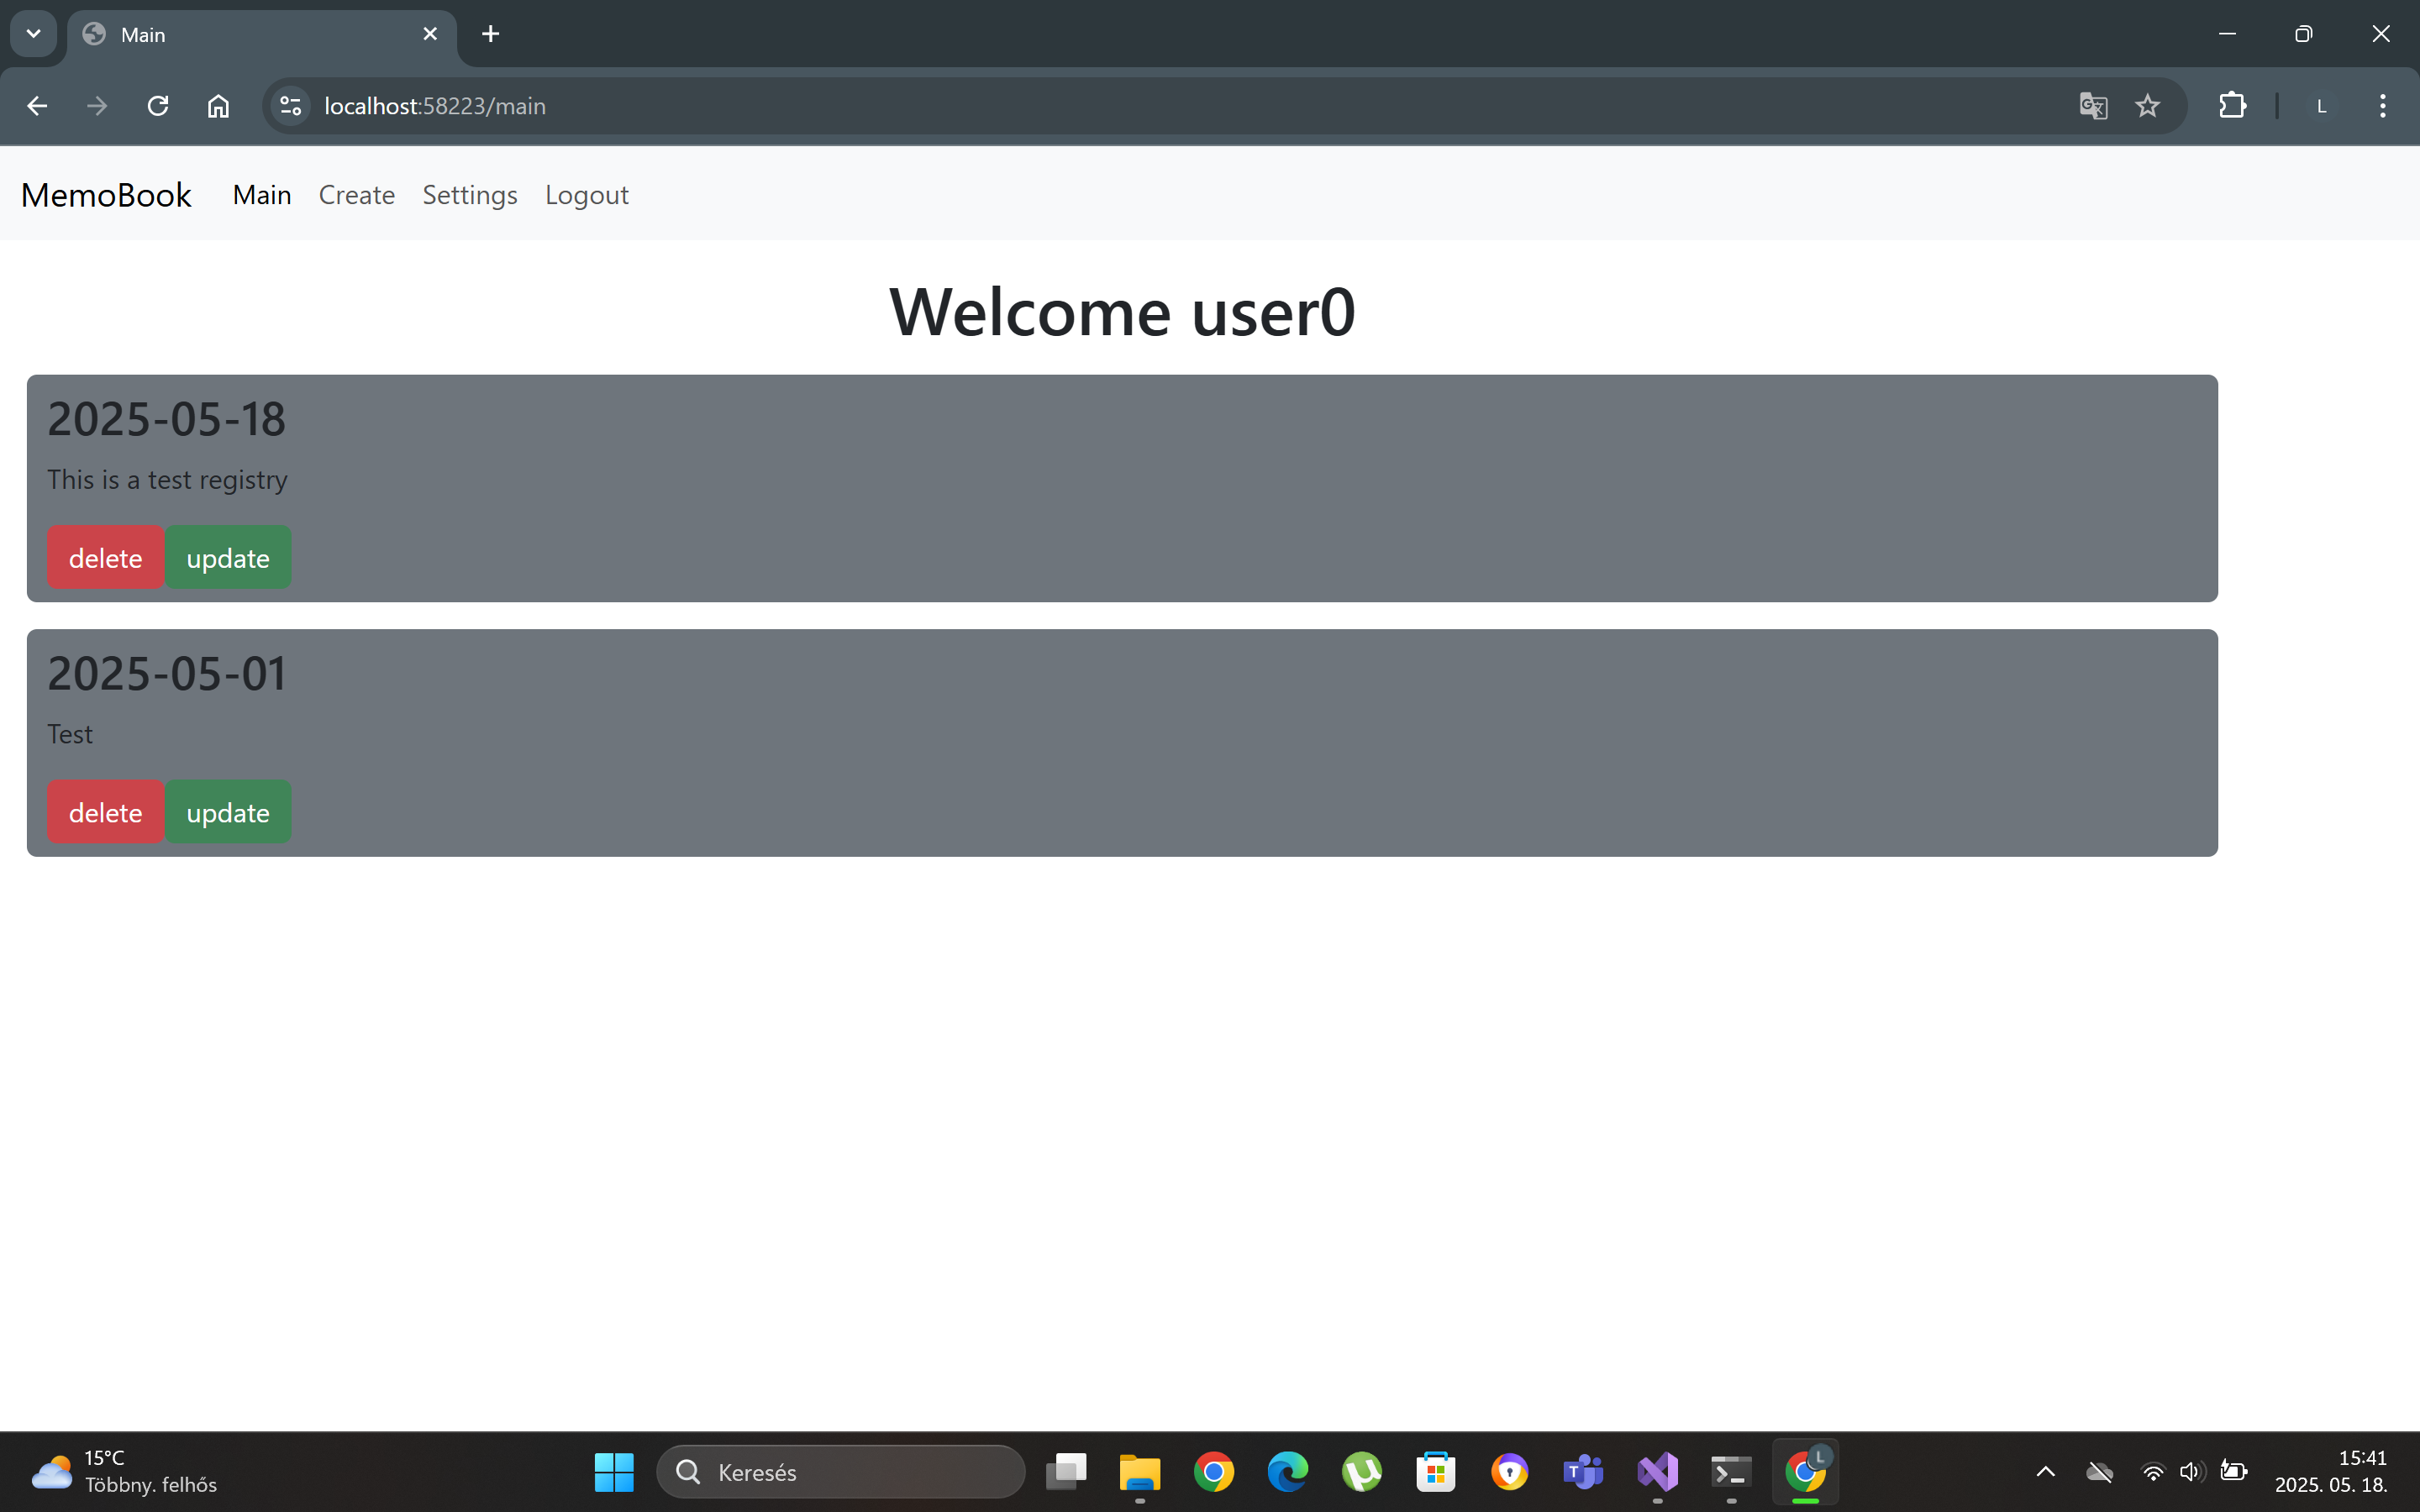 Main
localhost:58223/main
L
MemoBook Main Create Settings Logout
Welcome user0
2025-05-18
This is a test registry
delete update
2025-05-01
Test
delete update
15°C
Többny. felhős
Keresés
L
15:41
2025. 05. 18.